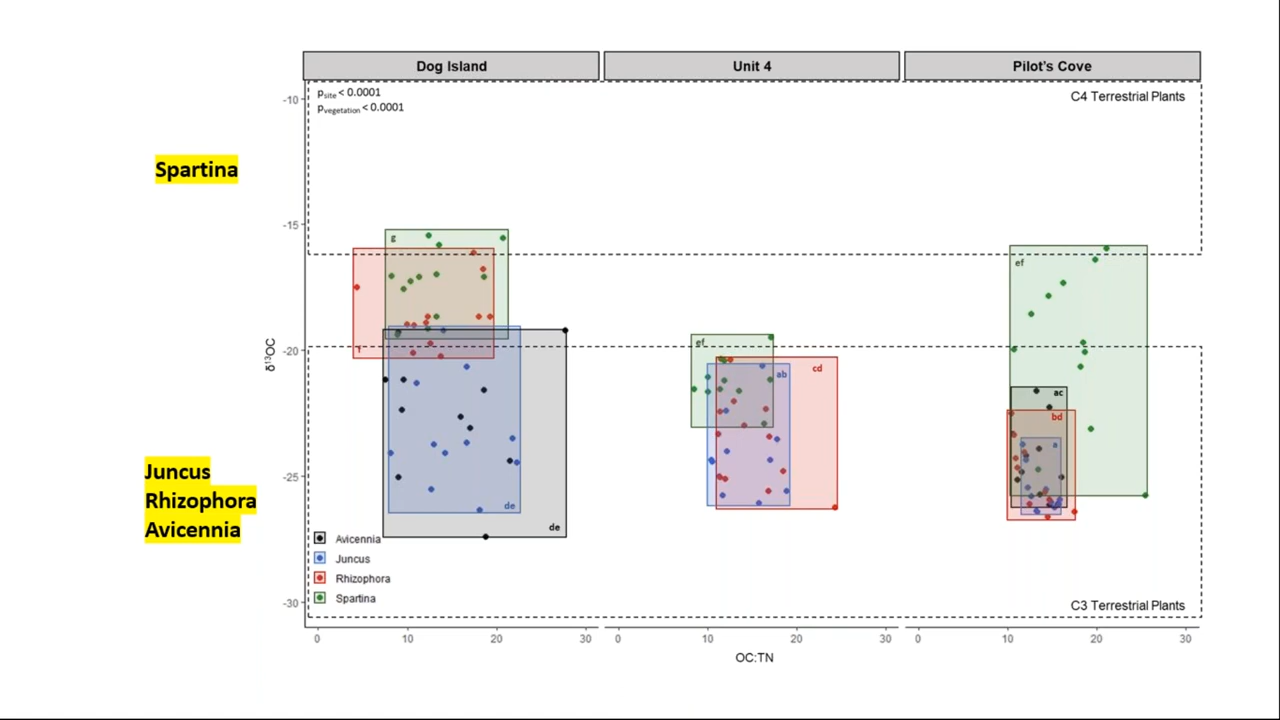 Dog Island
Unit 4
Pilot's Cove
psite < 0.0001
pvegetation < 0.0001
C4 Terrestrial Plants
-10
-15
-20
-25
-30
δ13OC
Spartina
Juncus
Rhizophora
Avicennia
g
f
de
de
ef
ab
cd
ef
ac
bd
a
Avicennia
Juncus
Rhizophora
Spartina
C3 Terrestrial Plants
0 10 20 30
0 10 20 30
0 10 20 30
OC:TN